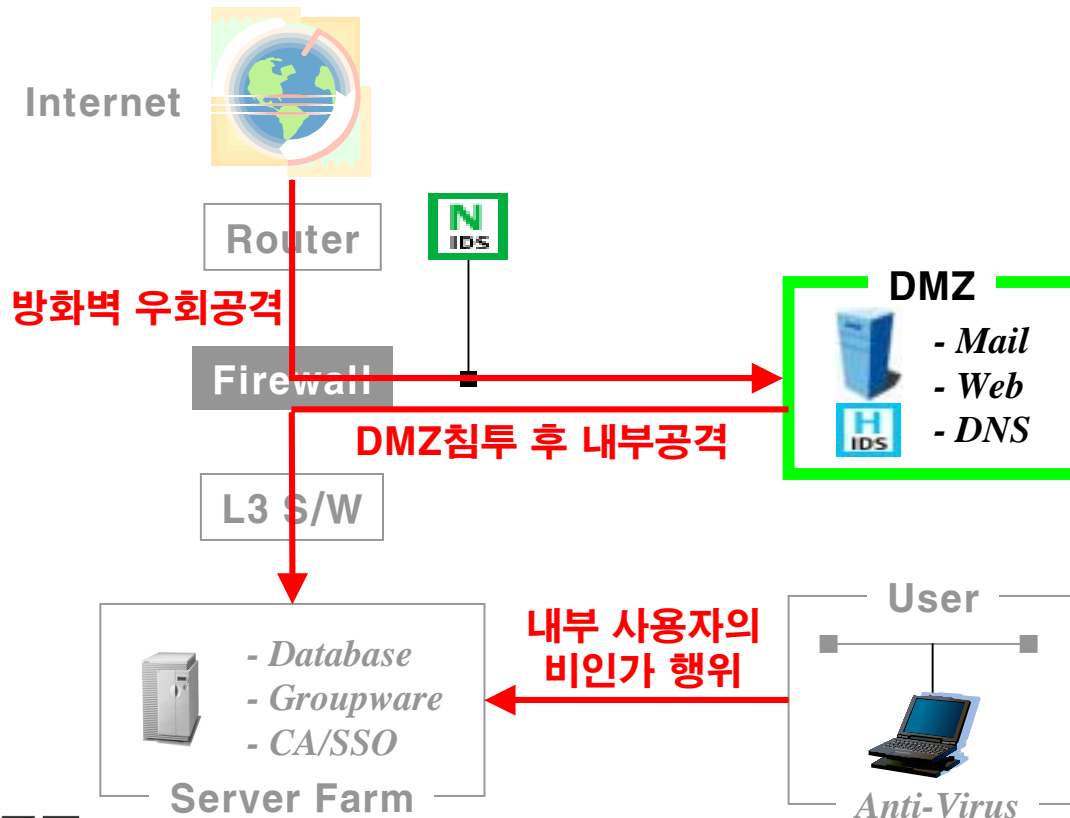 Internet
Router
N
IDS
방화벽 우회공격
DMZ
- Mail
- Web
- DNS
H
IDS
Firewall
DMZ침투 후 내부공격
L3 S/W
User
내부 사용자의
비인가 행위
- Database
- Groupware
- CA/SSO
Server Farm
Anti-Virus